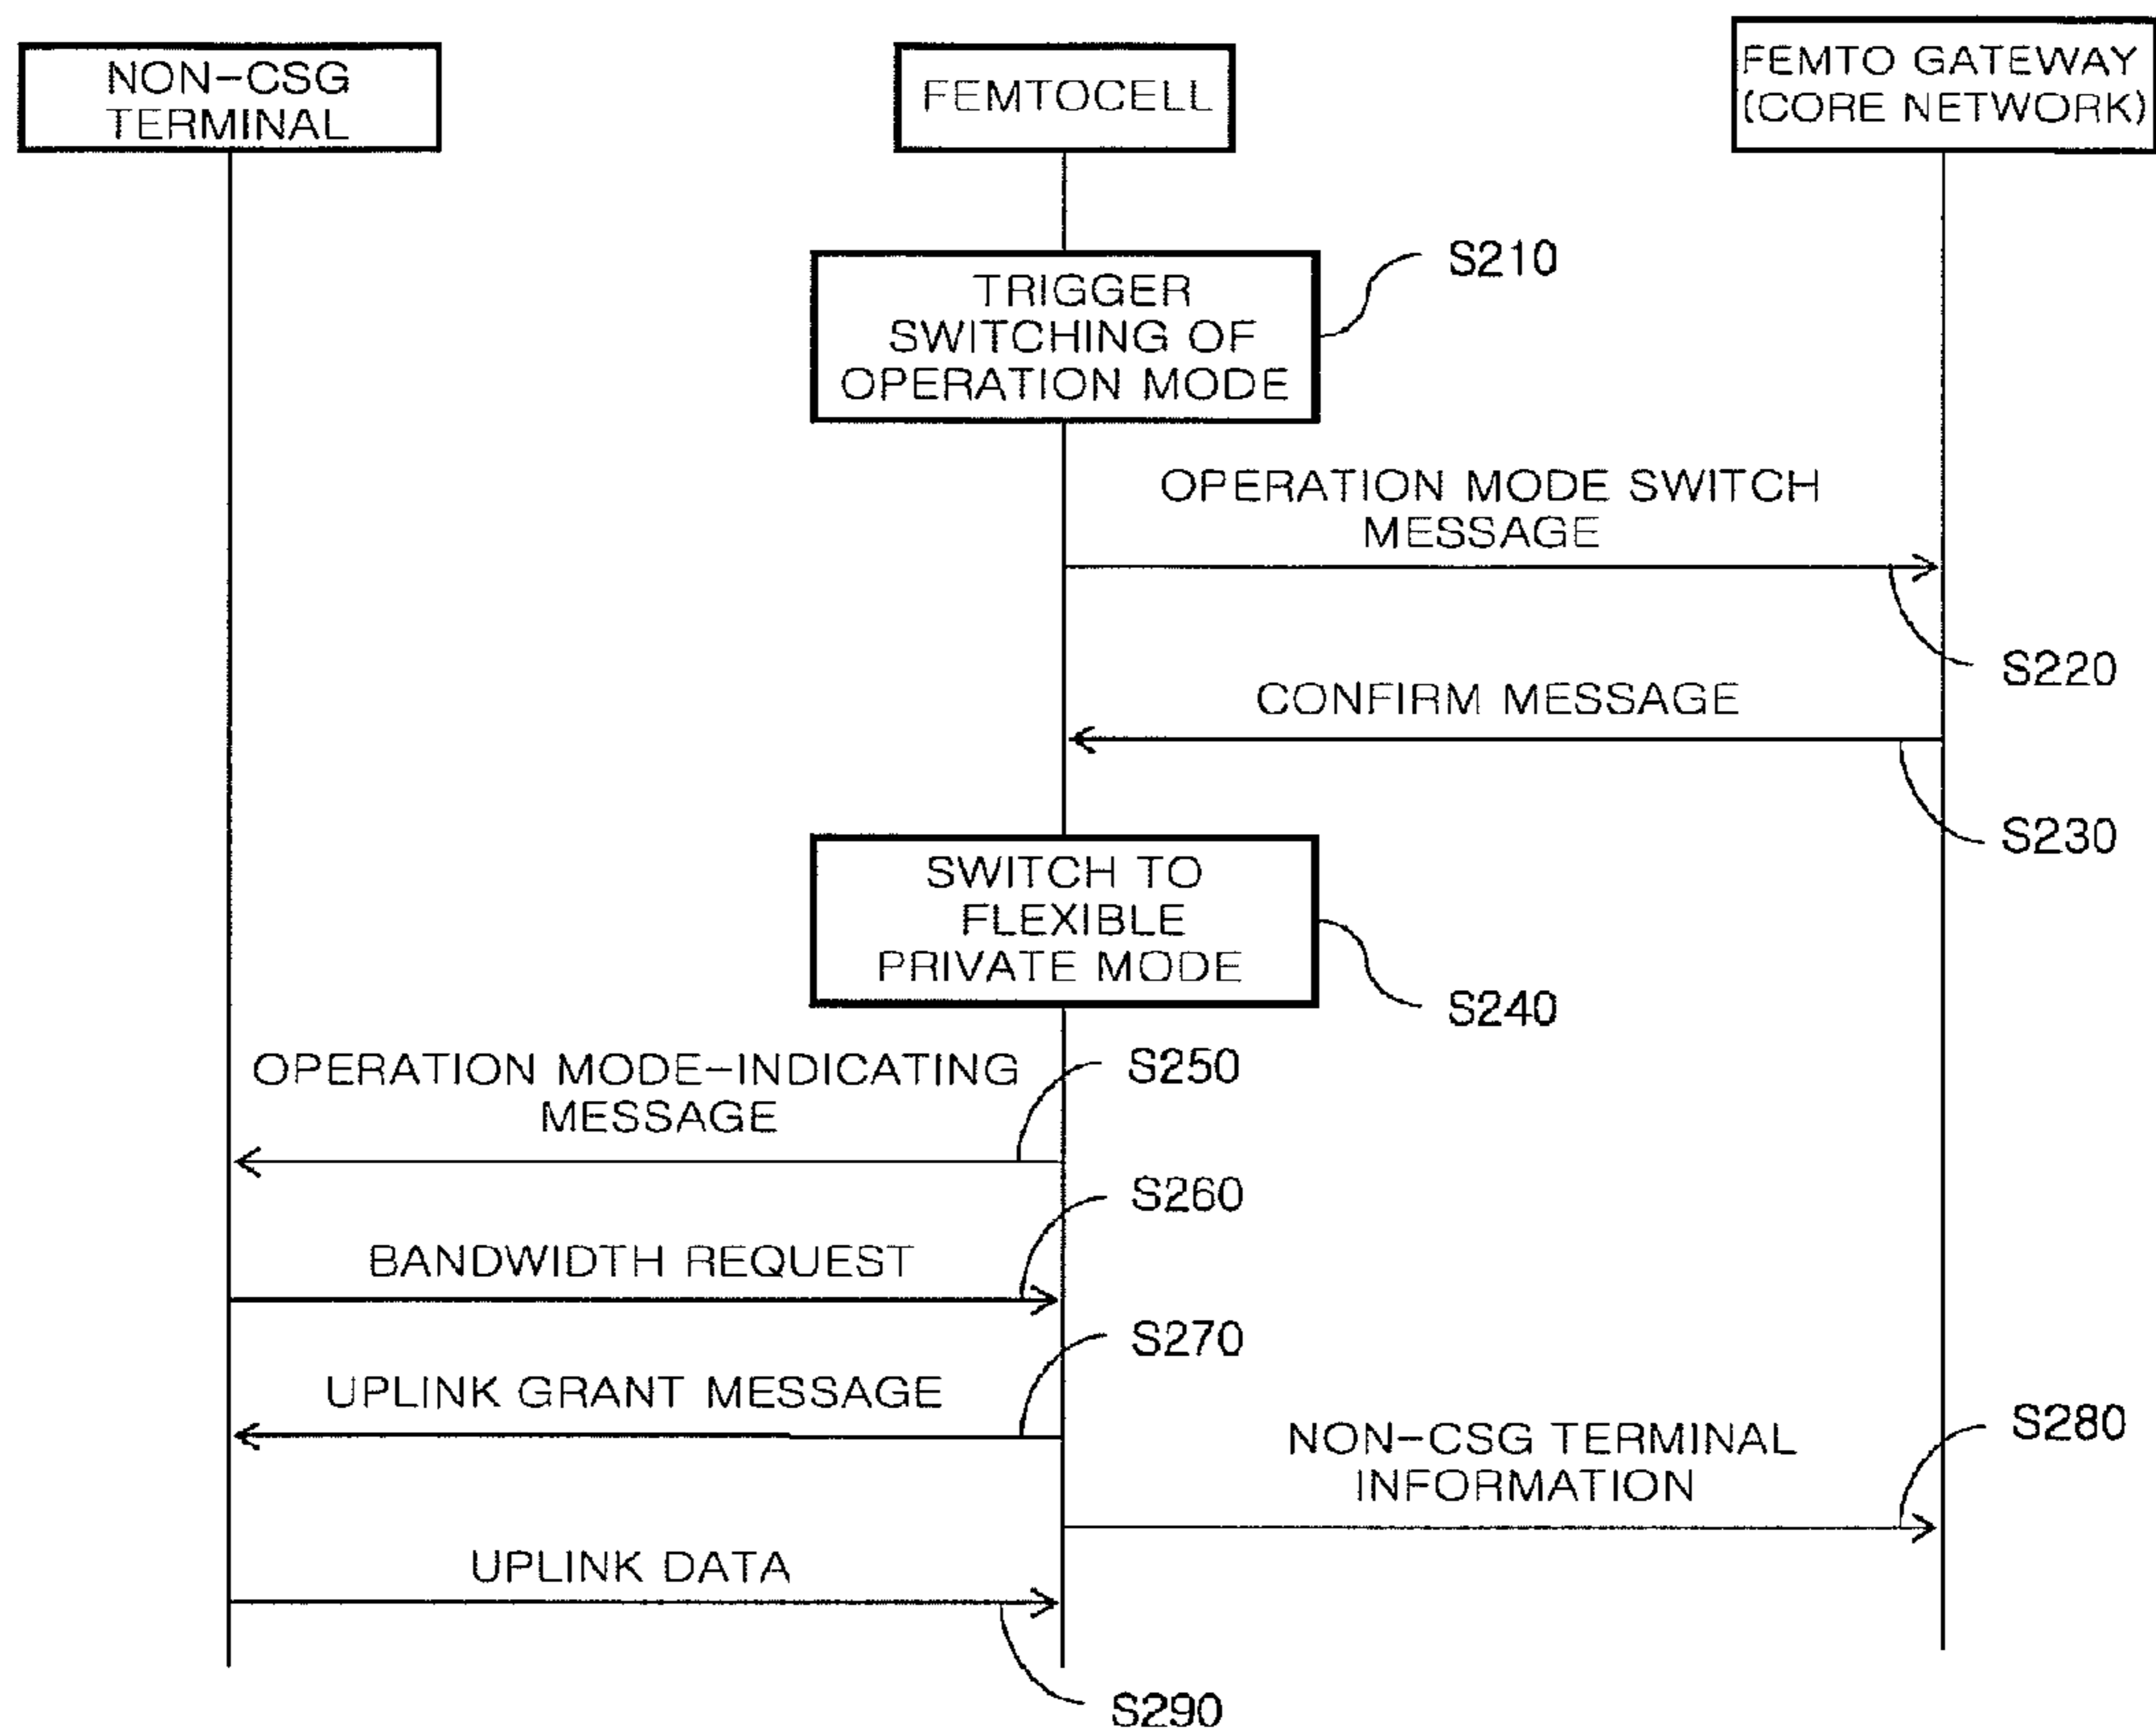 NON-CSG
TERMINAL
FEMTOCELL
FEMTO GATEWAY
(CORE NETWORK)
TRIGGER
SWITCHING OF
OPERATION MODE
S210
OPERATION MODE SWITCH
MESSAGE
S220
CONFIRM MESSAGE
S230
SWITCH TO
FLEXIBLE
PRIVATE MODE
S240
OPERATION MODE-INDICATING
MESSAGE
S250
S260
BANDWIDTH REQUEST
S270
UPLINK GRANT MESSAGE
S280
NON-CSG TERMINAL
INFORMATION
UPLINK DATA
S290